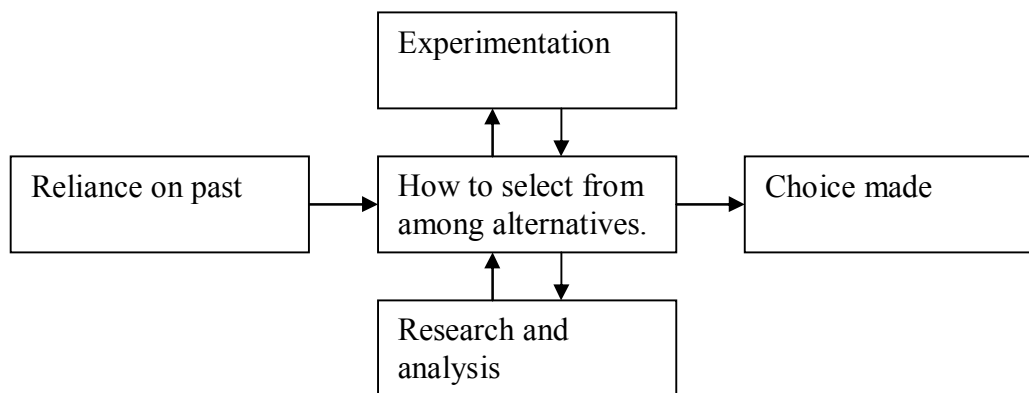 Experimentation
Reliance on past
How to select from
among alternatives.
Choice made
Research and
analysis